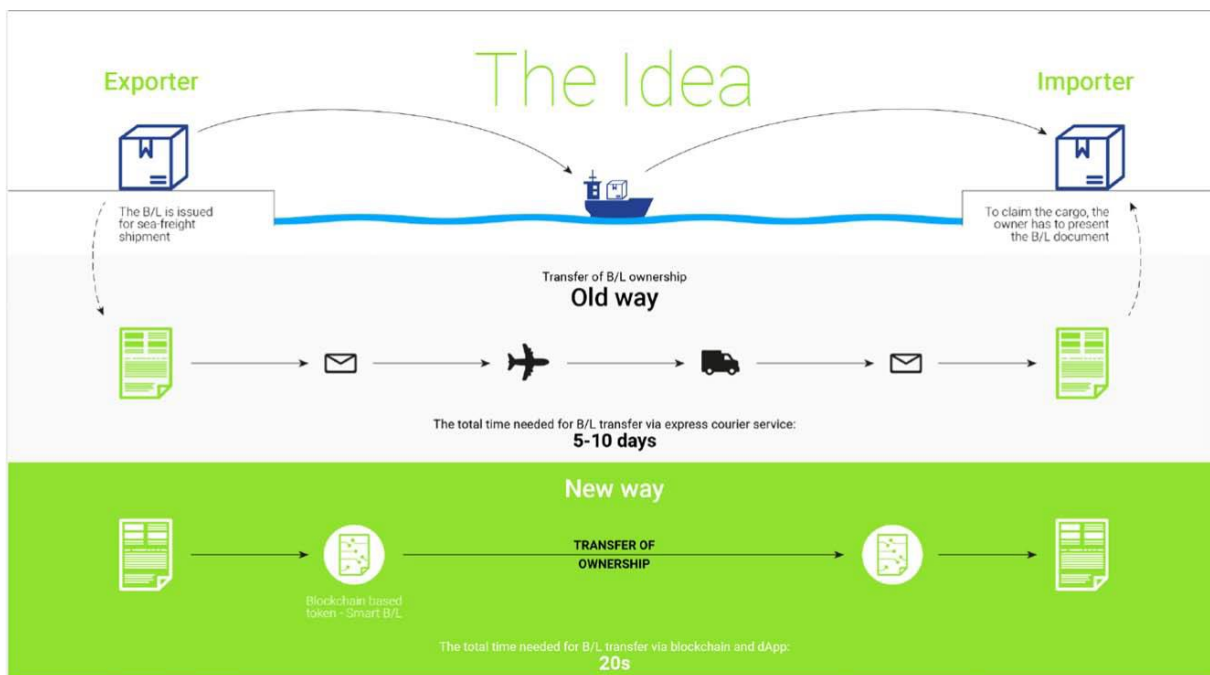 The Idea
Exporter
Importer
The B/L is issued
for sea-freight
shipment
To claim the cargo, the
owner has to present
the B/L document
Transfer of B/L ownership
Old way
The total time needed for B/L transfer via express courier service:
5-10 days
New way
TRANSFER OF
OWNERSHIP
Blockchain based
token - Smart B/L
The total time needed for B/L transfer via blockchain and dApp:
20s